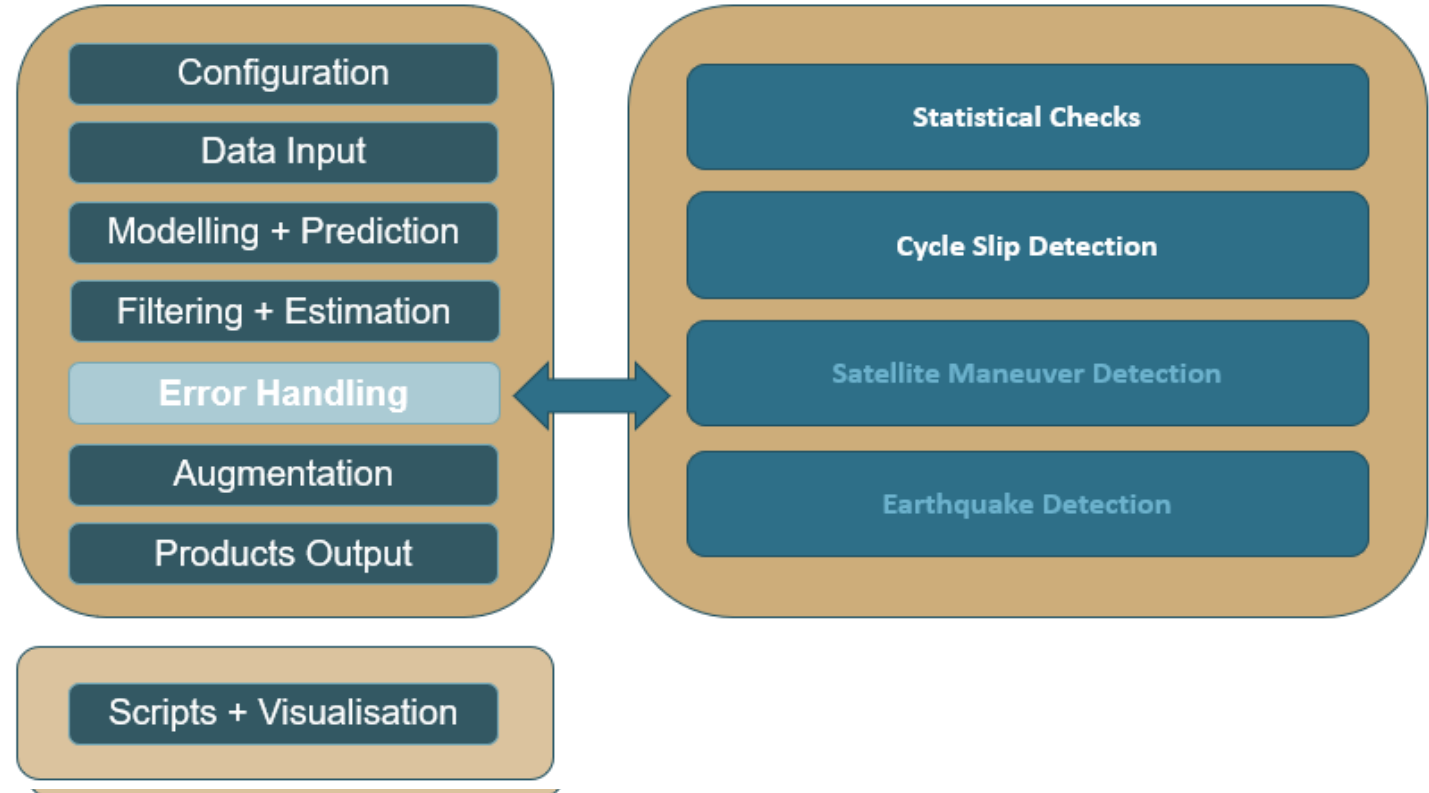 Configuration
Data Input
Modelling + Prediction
Filtering + Estimation
Error Handling
Augmentation
Products Output
Scripts + Visualisation
Statistical Checks
Cycle Slip Detection
Satellite Maneuver Detection
Earthquake Detection